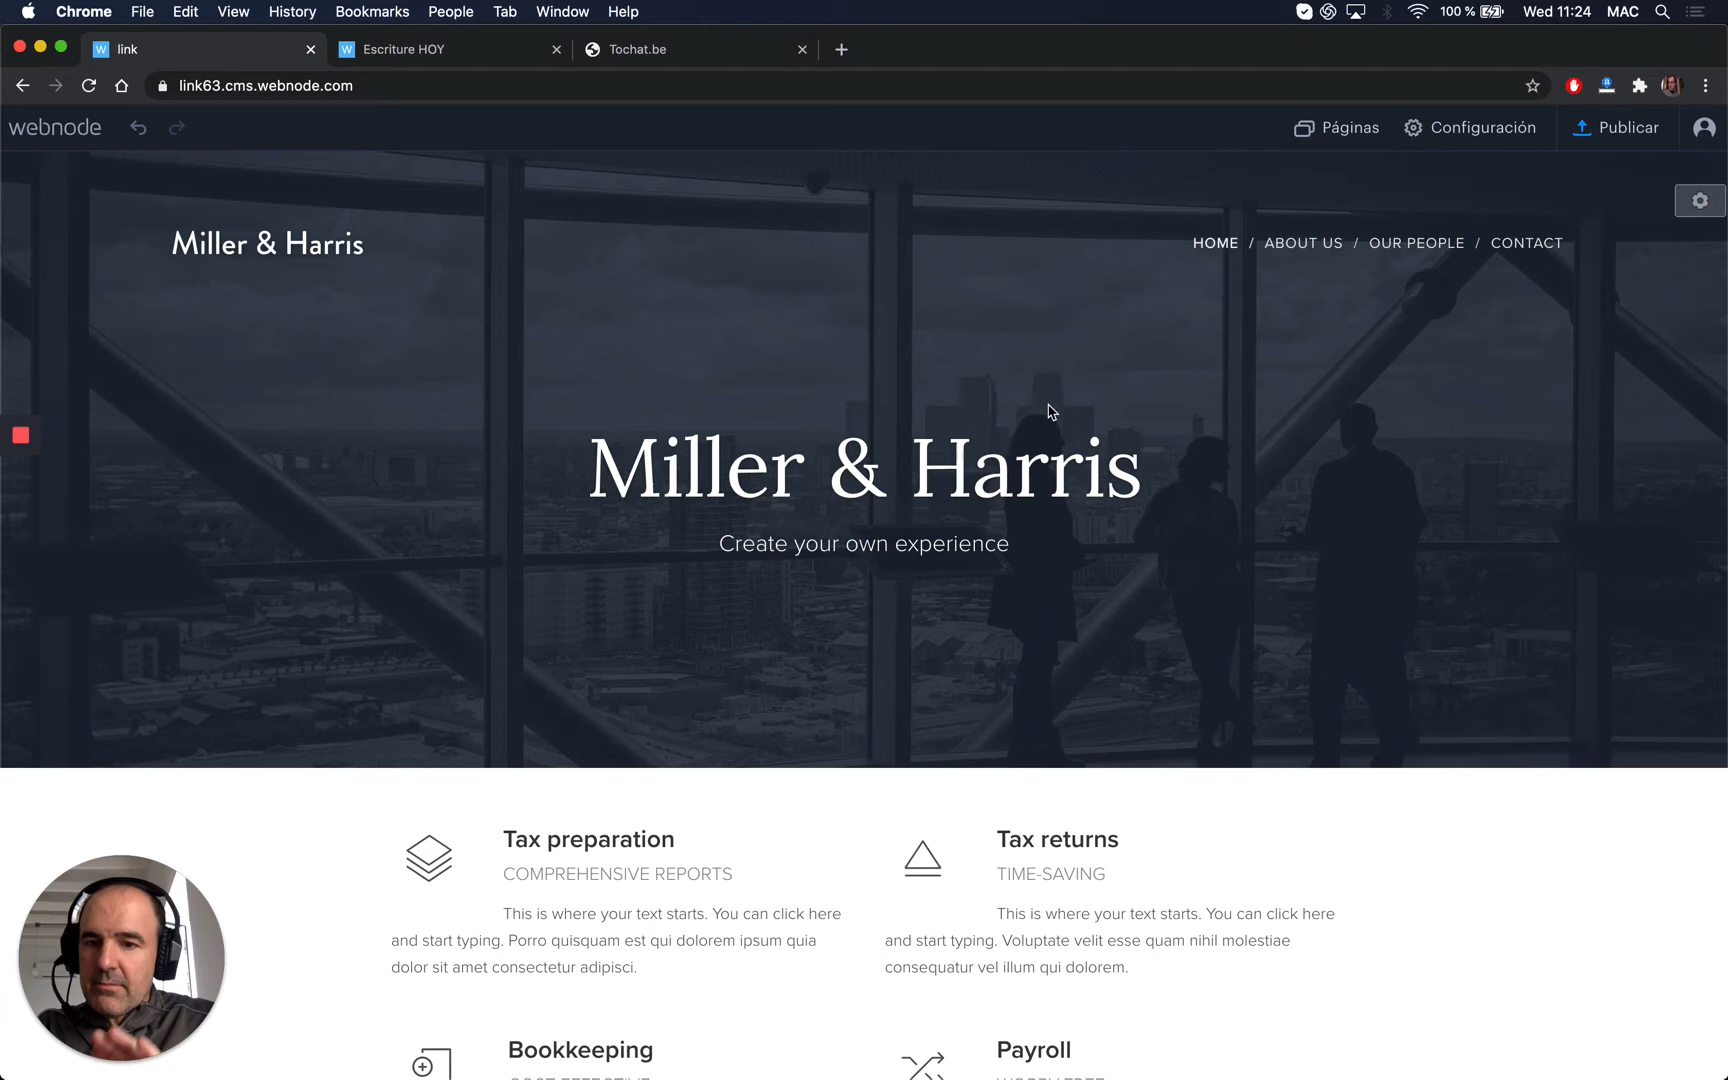 Chrome File Edit View History Bookmarks People Tab Window Help 100 % Wed 11:24 MAC
link Escriture HOY Tochat.be
link63.cms.webnode.com
webnode Páginas Configuración Publicar
Miller & Harris HOME / ABOUT US / OUR PEOPLE / CONTACT
Miller & Harris
Create your own experience
Tax preparation
COMPREHENSIVE REPORTS
This is where your text starts. You can click here
and start typing. Porro quisquam est qui dolorem ipsum quia
dolor sit amet consectetur adipisci.
Tax returns
TIME-SAVING
This is where your text starts. You can click here
and start typing. Voluptate velit esse quam nihil molestiae
consequatur vel illum qui dolorem.
Bookkeeping
COST EFFECTIVE
Payroll
WORRY FREE